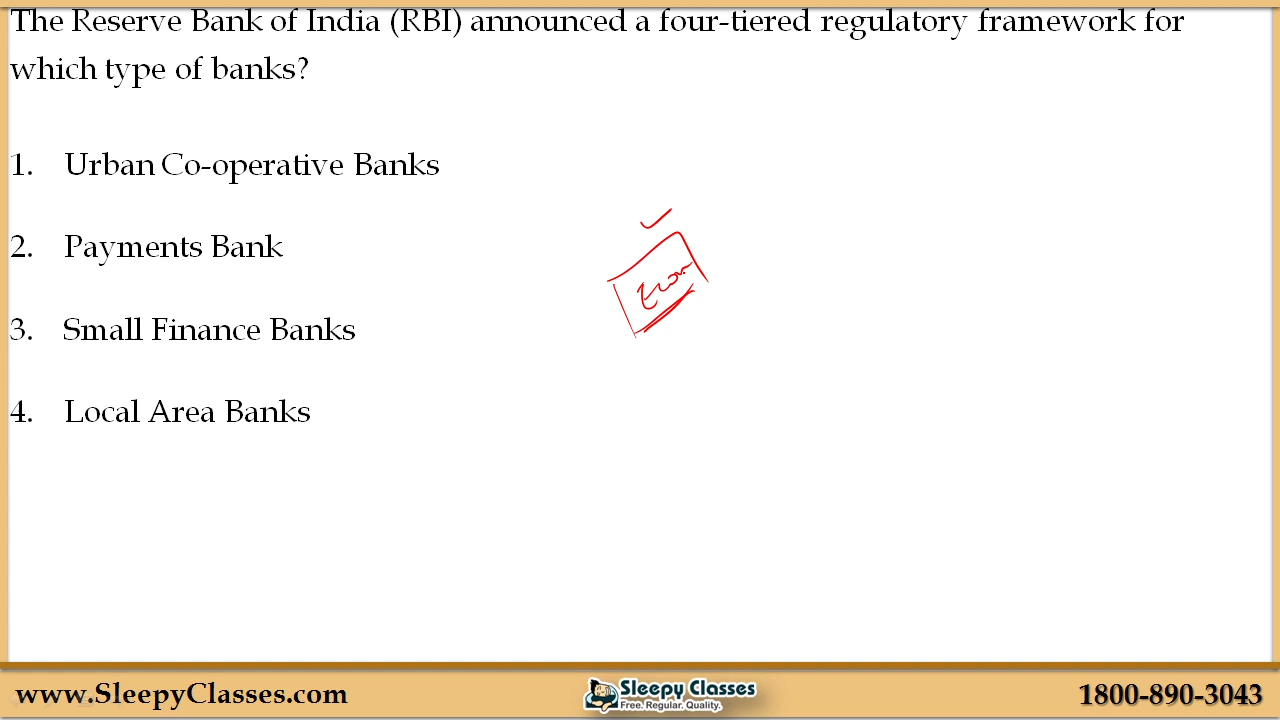 The Reserve Bank of India (RBI) announced a four-tiered regulatory framework for
which type of banks?
1. Urban Co-operative Banks
2. Payments Bank
Econ
3. Small Finance Banks
4. Local Area Banks
www.SleepyClasses.com
Sleepy Classes
Free. Regular. Quality.
1800-890-3043